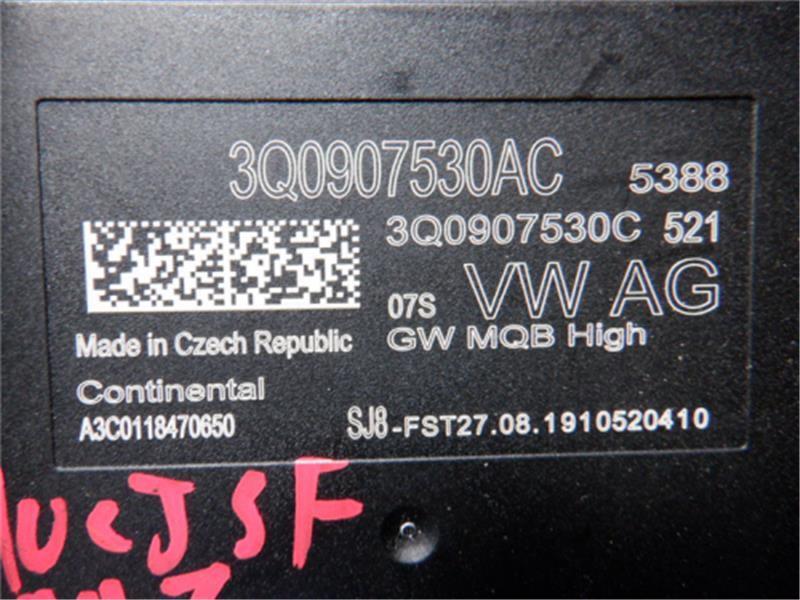 3Q0907530AC 5388
3Q0907530C 521
07S VW AG
GW MQB High
Made in Czech Republic
Continental
A3C0118470650
SJ8-FST27.08.1910520410